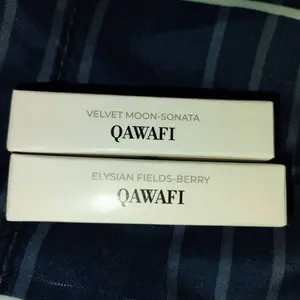 VELVET MOON-SONATA
QAWAFI
ELYSIAN FIELDS-BERRY
QAWAFI